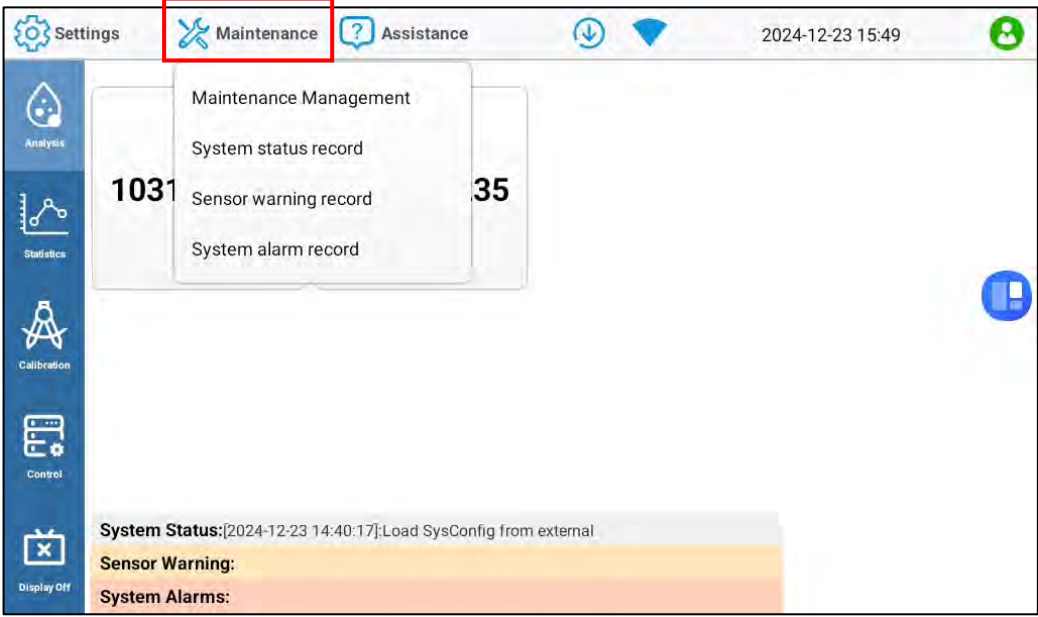 Settings Maintenance ? Assistance 2024-12-23 15:49
Maintenance Management
System status record
Sensor warning record
System alarm record
1031
.35
Analysis
Statistics
Calibration
Control
Display Off
System Status:[2024-12-23 14:40:17]:Load SysConfig from external
Sensor Warning:
System Alarms: